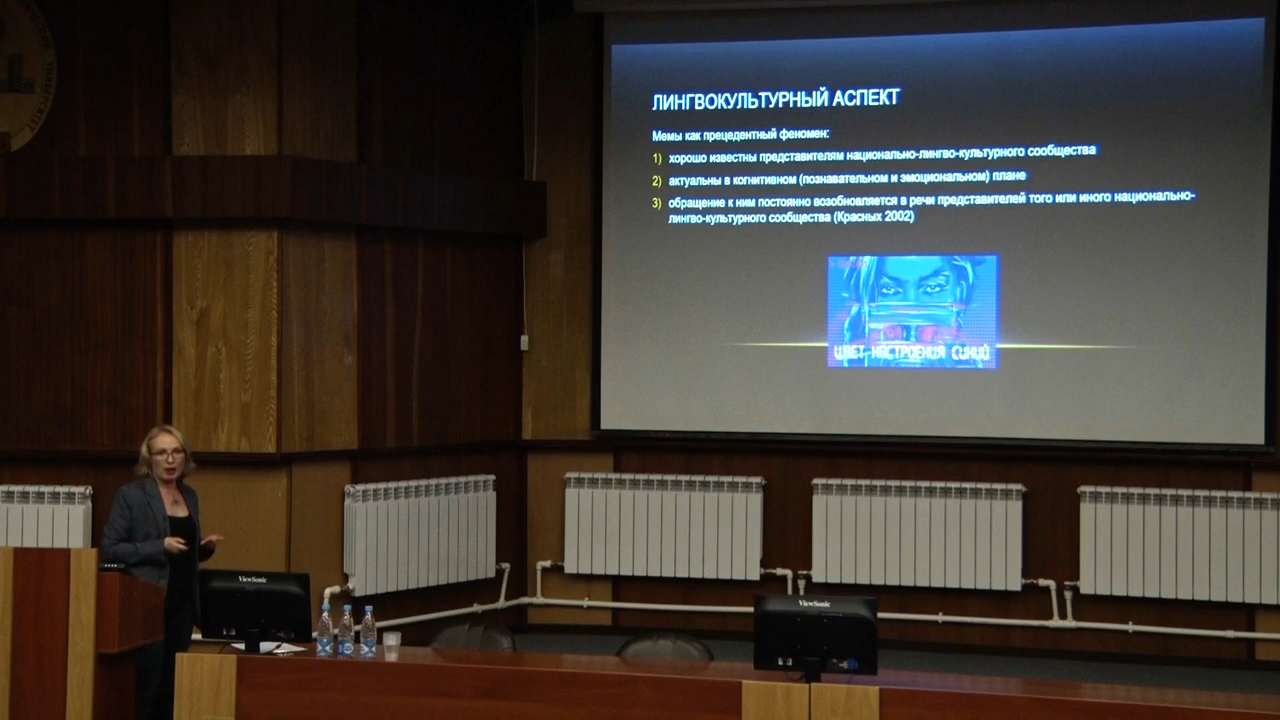 ЛИНГВОКУЛЬТУРНЫЙ АСПЕКТ
Мемы как прецедентный феномен:
1) хорошо известны представителям национально-лингво-культурного сообщества
2) актуальны в когнитивном (познавательном и эмоциональном) плане
3) обращение к ним постоянно возобновляется в речи представителей того или иного национально-
лингво-культурного сообщества (Красных 2002)
ЦВЕТ НАСТРОЕНИЯ СИНИЙ
ViewSonic
ViewSonic